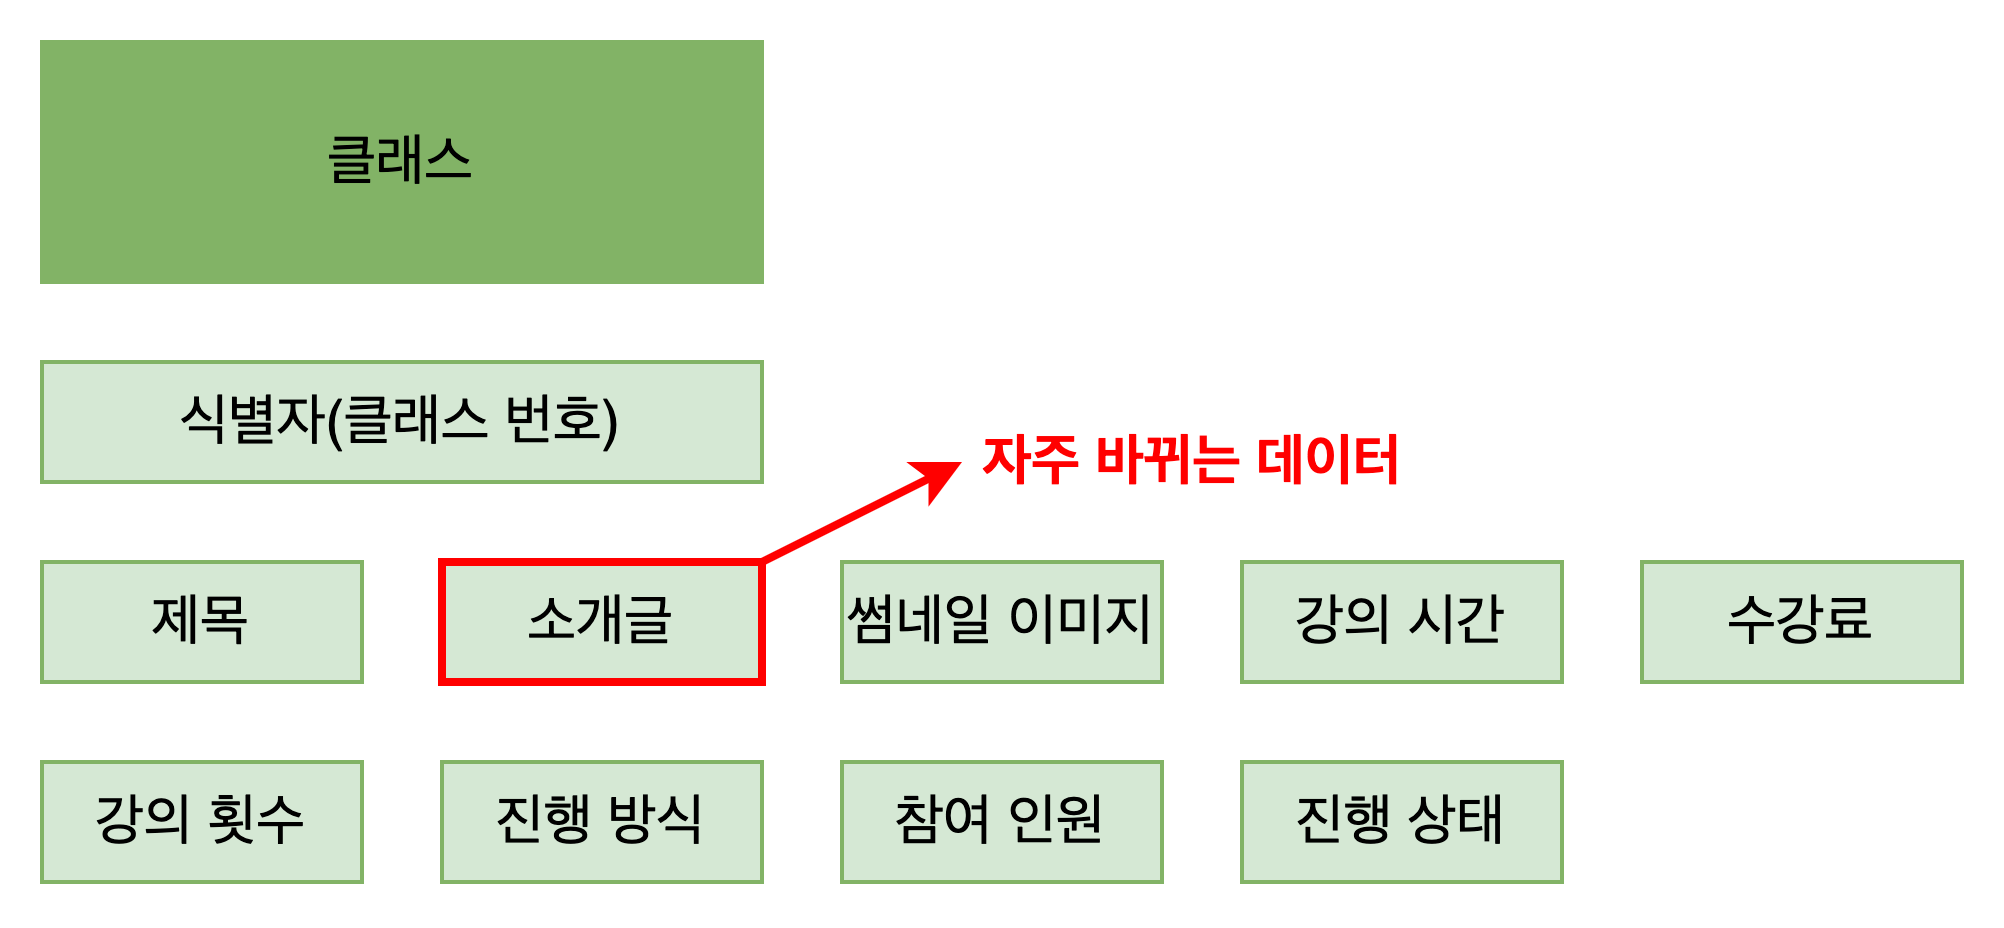 클래스
식별자(클래스 번호)
자주 바뀌는 데이터
제목
소개글
썸네일 이미지
강의 시간
수강료
강의 횟수
진행 방식
참여 인원
진행 상태